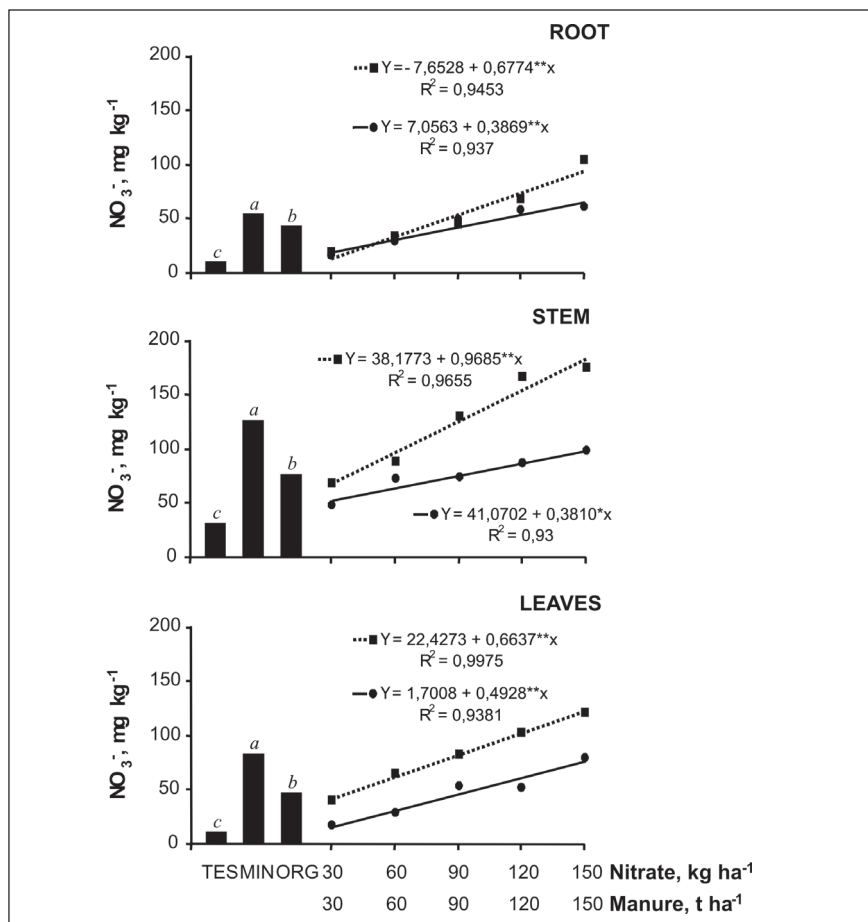 ROOT
200
150
100
50
0
NO₃⁻, mg kg⁻¹
c
a
b
Y = - 7,6528 + 0,6774**x
R² = 0,9453
Y = 7,0563 + 0,3869**x
R² = 0,937
STEM
200
150
100
50
0
NO₃⁻, mg kg⁻¹
c
a
b
Y = 38,1773 + 0,9685**x
R² = 0,9655
Y = 41,0702 + 0,3810*x
R² = 0,93
LEAVES
200
150
100
50
0
NO₃⁻, mg kg⁻¹
c
a
b
Y = 22,4273 + 0,6637**x
R² = 0,9975
Y = 1,7008 + 0,4928**x
R² = 0,9381
TES MIN ORG 30 60 90 120 150 Nitrate, kg ha⁻¹
30 60 90 120 150 Manure, t ha⁻¹